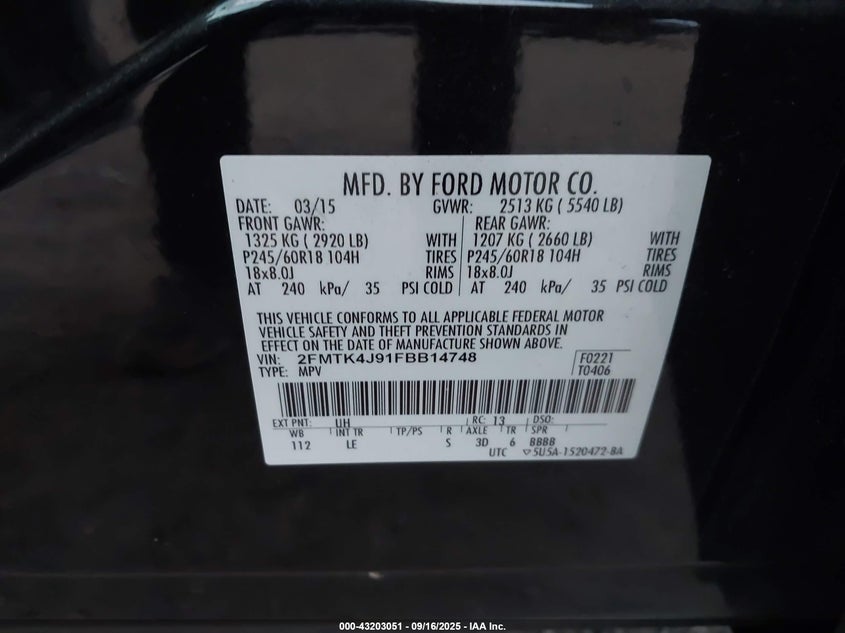 MFD. BY FORD MOTOR CO.
DATE: 03/15 GVWR: 2513 KG ( 5540 LB)
FRONT GAWR: REAR GAWR:
1325 KG ( 2920 LB) WITH 1207 KG ( 2660 LB) WITH
P245/60R18 104H TIRES P245/60R18 104H TIRES
18x8.0J RIMS 18x8.0J RIMS
AT 240 kPa/ 35 PSI COLD AT 240 kPa/ 35 PSI COLD
THIS VEHICLE CONFORMS TO ALL APPLICABLE FEDERAL MOTOR
VEHICLE SAFETY AND THEFT PREVENTION STANDARDS IN
EFFECT ON THE DATE OF MANUFACTURE SHOWN ABOVE.
VIN: 2FMTK4J91FBB14748 F0221
TYPE: MPV T0406
EXT PNT: UH RC: 13 DSO:
WB INT TR TP/PS R AXLE TR SPR
112 LE S 3D 6 BBBB
UTC ▽5U5A-1520472-BA
000-43203051 - 09/16/2025 - IAA Inc.